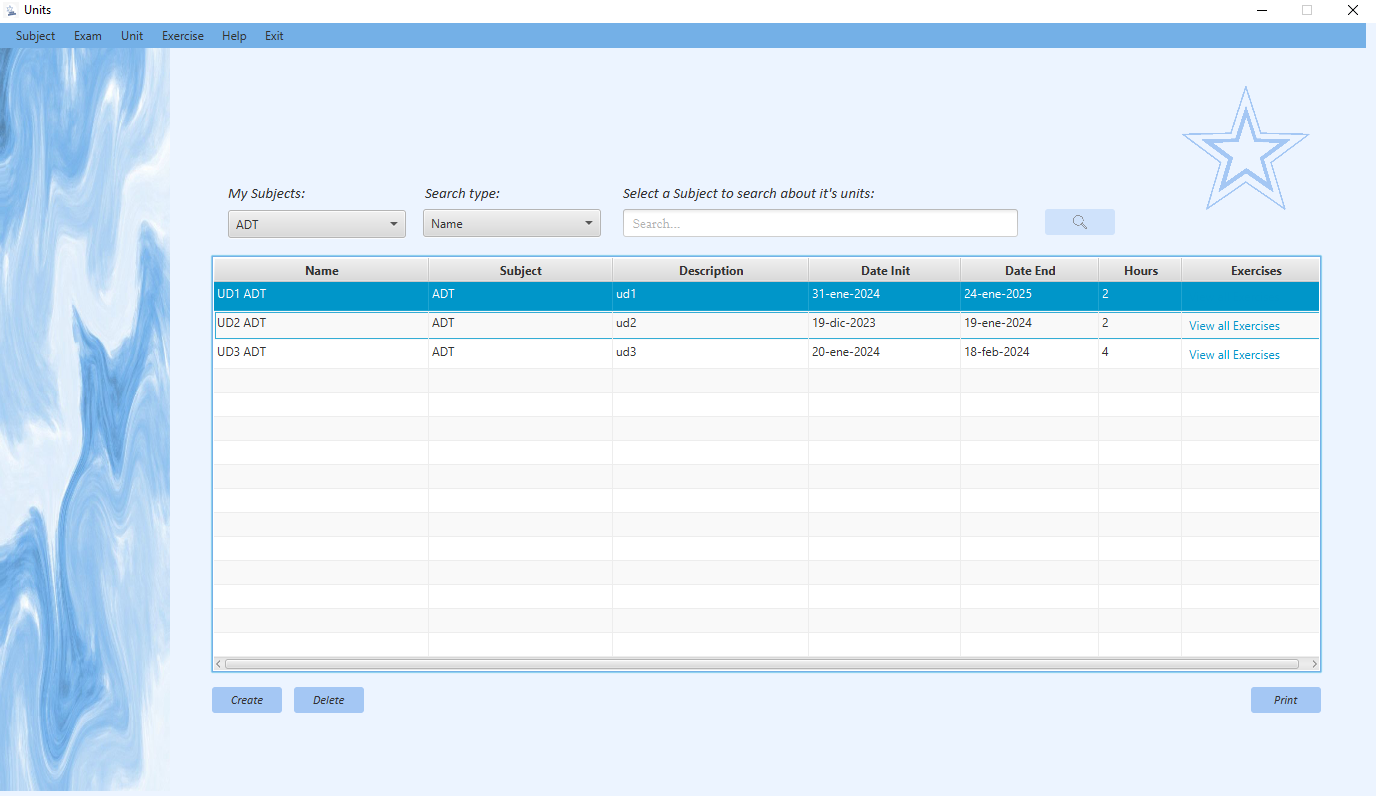 Units
Subject Exam Unit Exercise Help Exit
My Subjects: Search type: Select a Subject to search about it's units:
ADT Name Search...
Name Subject Description Date Init Date End Hours Exercises
UD1 ADT ADT ud1 31-ene-2024 24-ene-2025 2
UD2 ADT ADT ud2 19-dic-2023 19-ene-2024 2 View all Exercises
UD3 ADT ADT ud3 20-ene-2024 18-feb-2024 4 View all Exercises
Create Delete Print